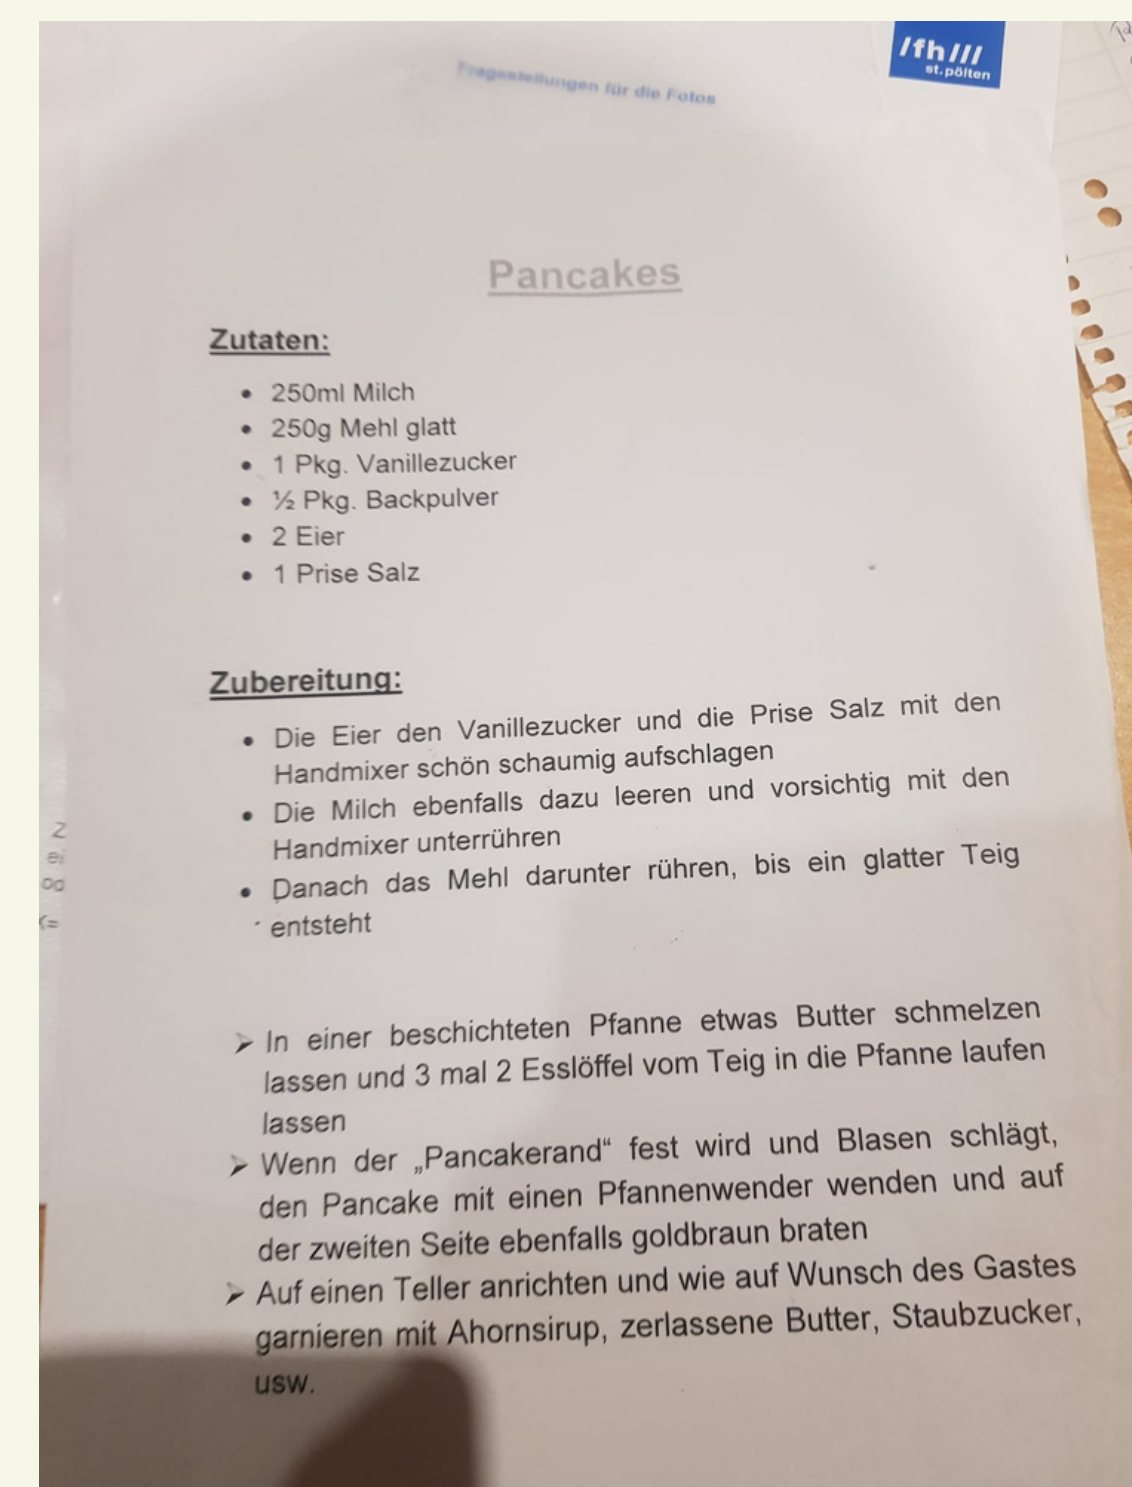 /fh///
st.pölten
Fragestellungen für die Fotos
Pancakes
Zutaten:
• 250ml Milch
• 250g Mehl glatt
• 1 Pkg. Vanillezucker
• ½ Pkg. Backpulver
• 2 Eier
• 1 Prise Salz
Zubereitung:
• Die Eier den Vanillezucker und die Prise Salz mit den
Handmixer schön schaumig aufschlagen
• Die Milch ebenfalls dazu leeren und vorsichtig mit den
Handmixer unterrühren
• Danach das Mehl darunter rühren, bis ein glatter Teig
entsteht
➢ In einer beschichteten Pfanne etwas Butter schmelzen
lassen und 3 mal 2 Esslöffel vom Teig in die Pfanne laufen
lassen
➢ Wenn der „Pancakerand“ fest wird und Blasen schlägt,
den Pancake mit einen Pfannenwender wenden und auf
der zweiten Seite ebenfalls goldbraun braten
➢ Auf einen Teller anrichten und wie auf Wunsch des Gastes
garnieren mit Ahornsirup, zerlassene Butter, Staubzucker,
usw.